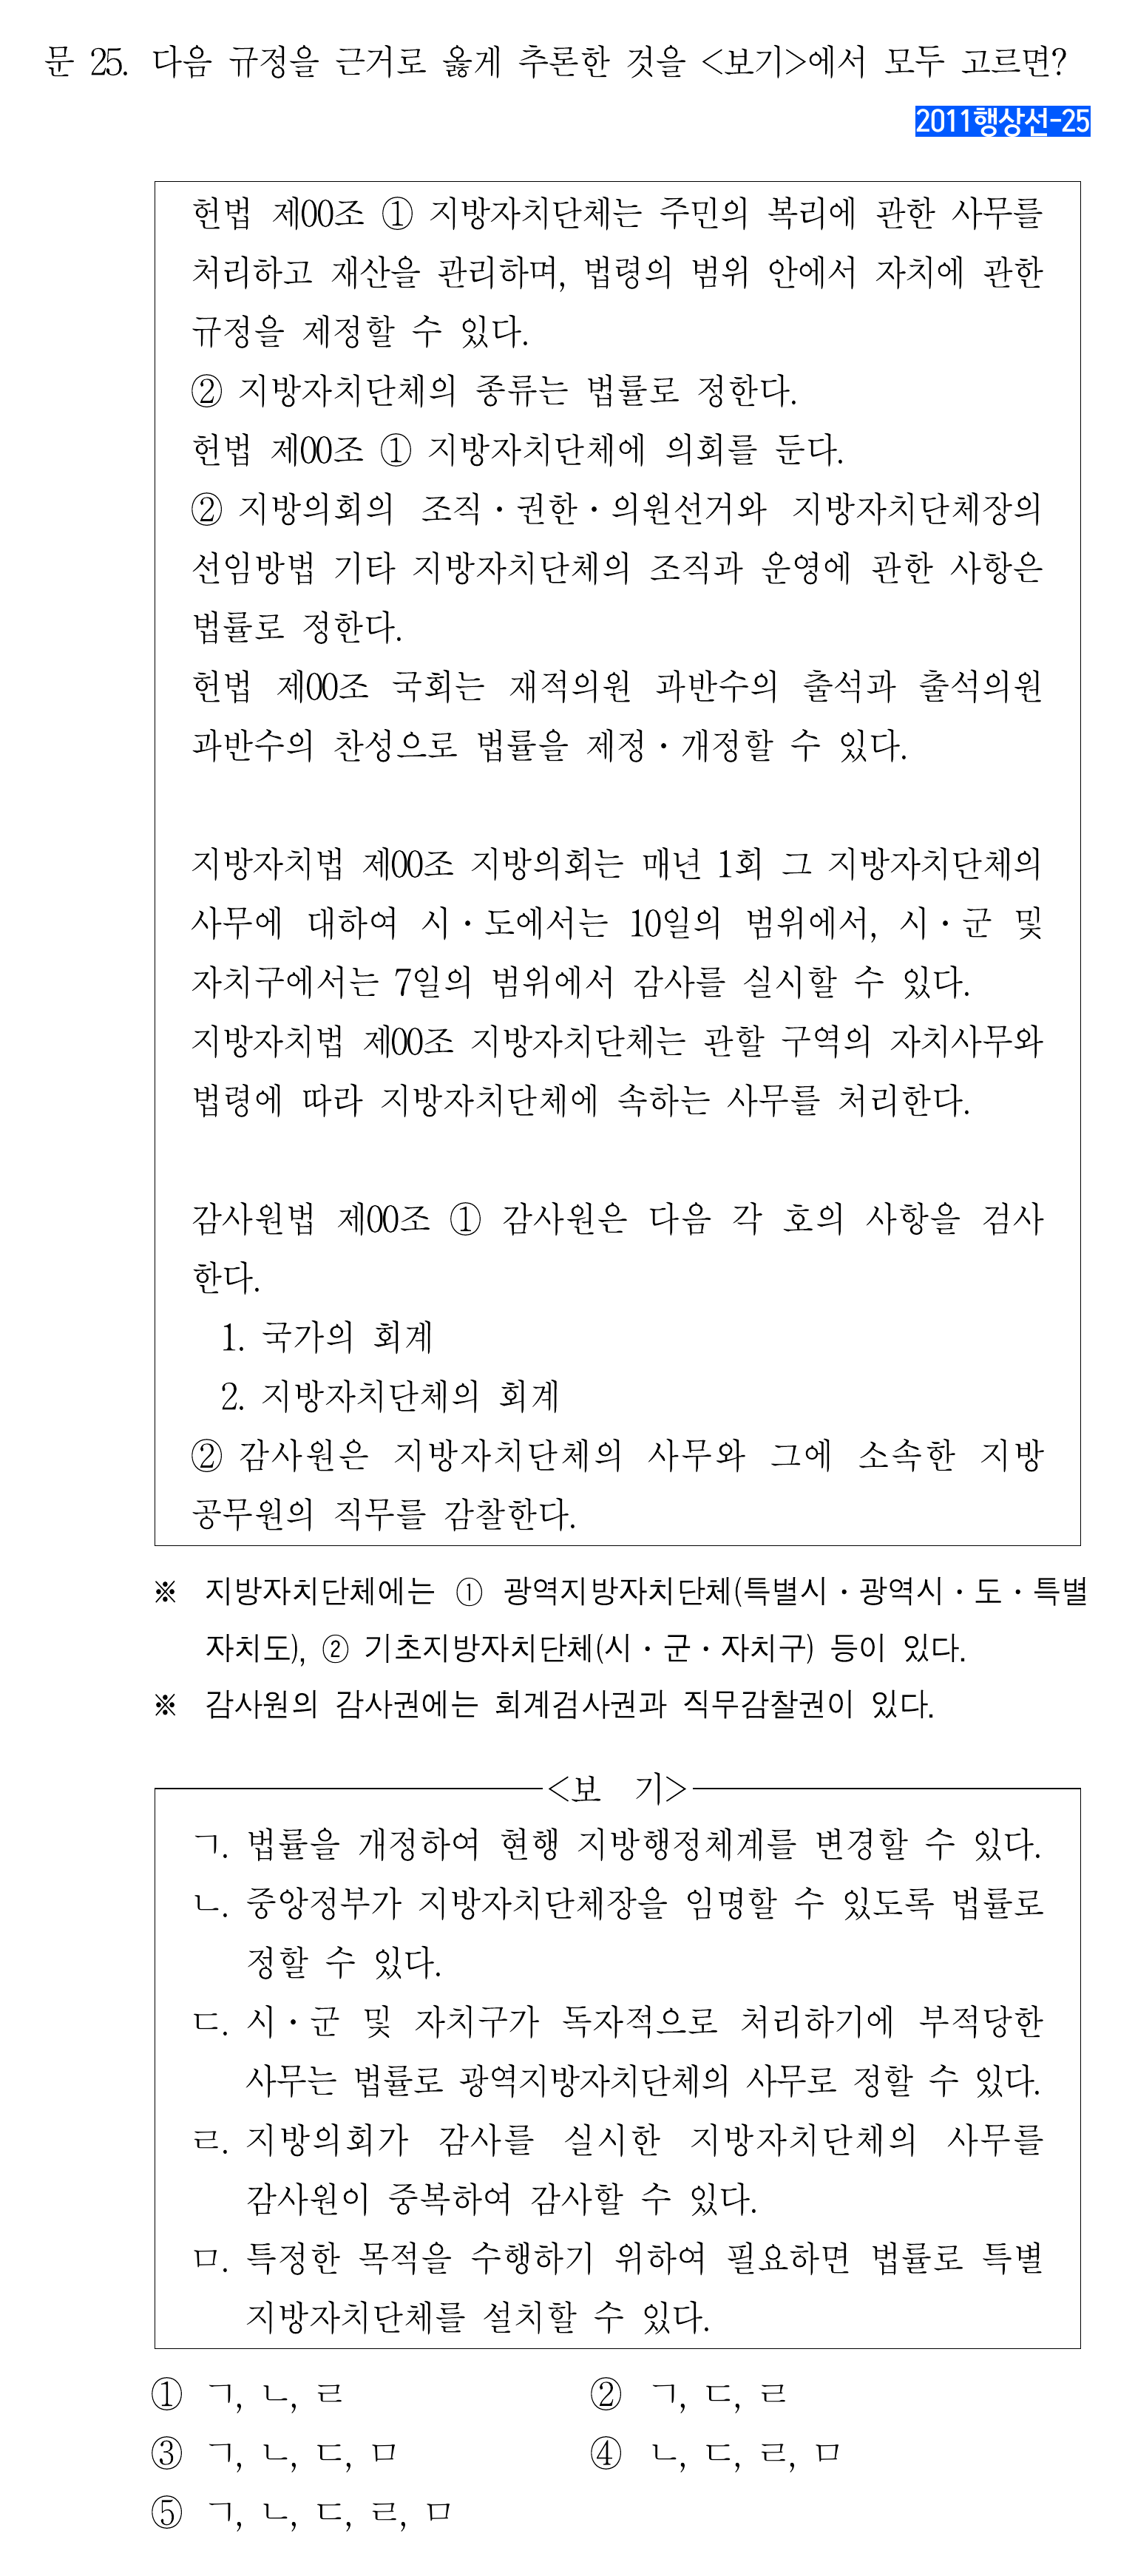 문 25. 다음 규정을 근거로 옳게 추론한 것을 <보기>에서 모두 고르면?
2011행상선-25
헌법 제00조 ① 지방자치단체는 주민의 복리에 관한 사무를
처리하고 재산을 관리하며, 법령의 범위 안에서 자치에 관한
규정을 제정할 수 있다.
② 지방자치단체의 종류는 법률로 정한다.
헌법 제00조 ① 지방자치단체에 의회를 둔다.
② 지방의회의 조직·권한·의원선거와 지방자치단체장의
선임방법 기타 지방자치단체의 조직과 운영에 관한 사항은
법률로 정한다.
헌법 제00조 국회는 재적의원 과반수의 출석과 출석의원
과반수의 찬성으로 법률을 제정·개정할 수 있다.
지방자치법 제00조 지방의회는 매년 1회 그 지방자치단체의
사무에 대하여 시·도에서는 10일의 범위에서, 시·군 및
자치구에서는 7일의 범위에서 감사를 실시할 수 있다.
지방자치법 제00조 지방자치단체는 관할 구역의 자치사무와
법령에 따라 지방자치단체에 속하는 사무를 처리한다.
감사원법 제00조 ① 감사원은 다음 각 호의 사항을 검사
한다.
1. 국가의 회계
2. 지방자치단체의 회계
② 감사원은 지방자치단체의 사무와 그에 소속한 지방
공무원의 직무를 감찰한다.
※ 지방자치단체에는 ① 광역지방자치단체(특별시·광역시·도·특별
자치도), ② 기초지방자치단체(시·군·자치구) 등이 있다.
※ 감사원의 감사권에는 회계검사권과 직무감찰권이 있다.
<보 기>
ㄱ. 법률을 개정하여 현행 지방행정체계를 변경할 수 있다.
ㄴ. 중앙정부가 지방자치단체장을 임명할 수 있도록 법률로
정할 수 있다.
ㄷ. 시·군 및 자치구가 독자적으로 처리하기에 부적당한
사무는 법률로 광역지방자치단체의 사무로 정할 수 있다.
ㄹ. 지방의회가 감사를 실시한 지방자치단체의 사무를
감사원이 중복하여 감사할 수 있다.
ㅁ. 특정한 목적을 수행하기 위하여 필요하면 법률로 특별
지방자치단체를 설치할 수 있다.
① ㄱ, ㄴ, ㄹ ② ㄱ, ㄷ, ㄹ
③ ㄱ, ㄴ, ㄷ, ㅁ ④ ㄴ, ㄷ, ㄹ, ㅁ
⑤ ㄱ, ㄴ, ㄷ, ㄹ, ㅁ